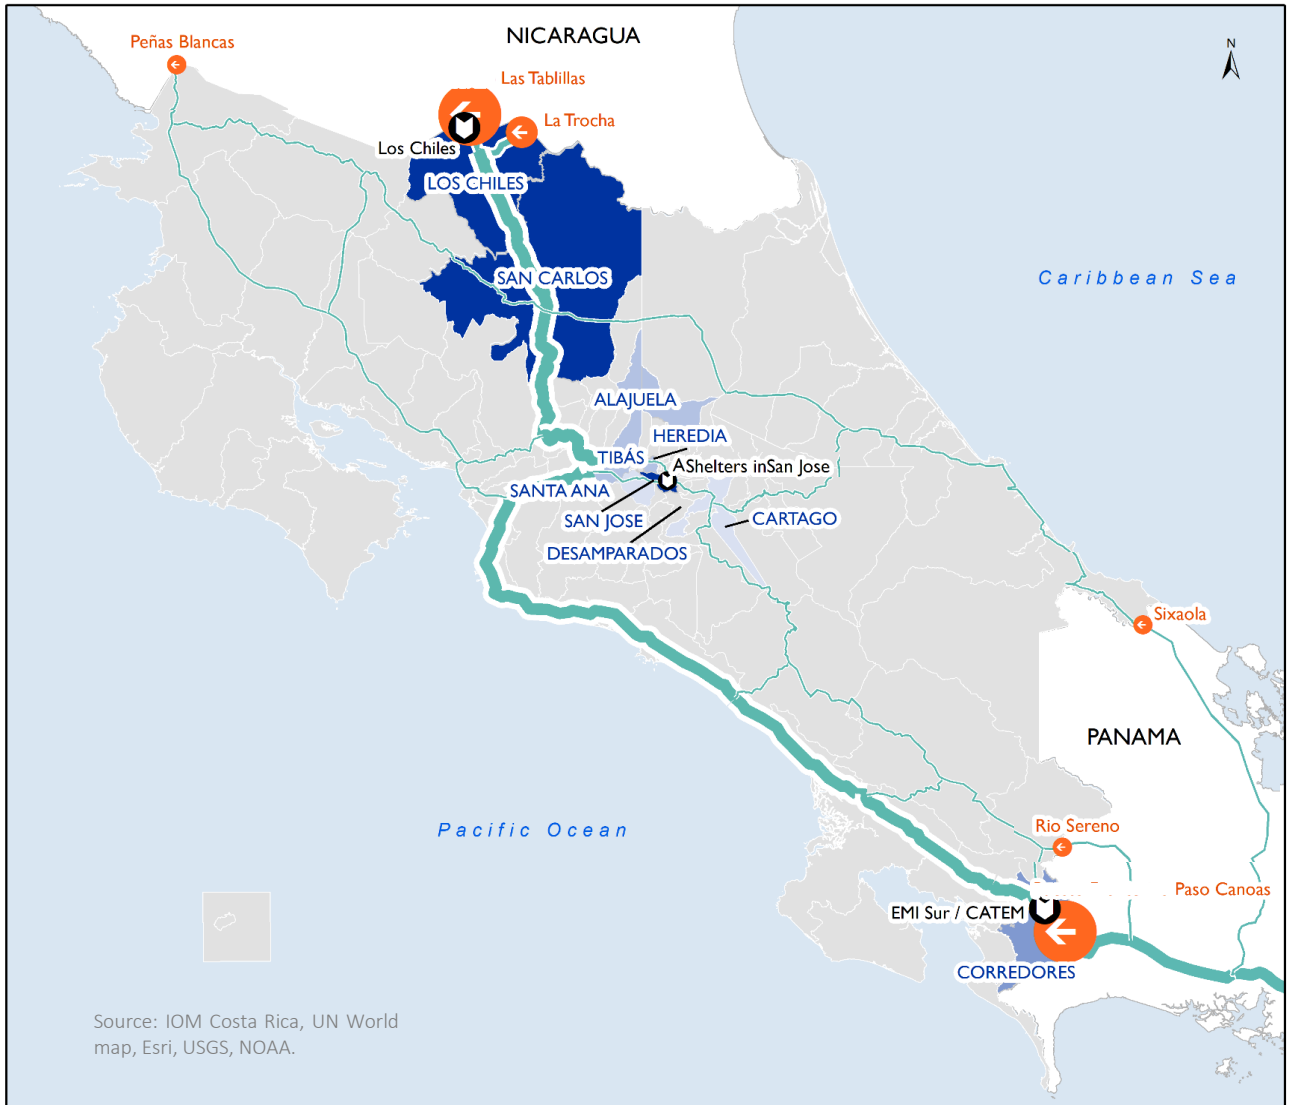 NICARAGUA
Peñas Blancas
N
Las Tablillas
La Trocha
Los Chiles
LOS CHILES
SAN CARLOS
Caribbean Sea
ALAJUELA
HEREDIA
TIBÁS
AShelters inSan Jose
SANTA ANA
SAN JOSE
CARTAGO
DESAMPARADOS
Sixaola
PANAMA
Pacific Ocean
Rio Sereno
Paso Canoas
EMI Sur / CATEM
CORREDORES
Source: IOM Costa Rica, UN World
map, Esri, USGS, NOAA.